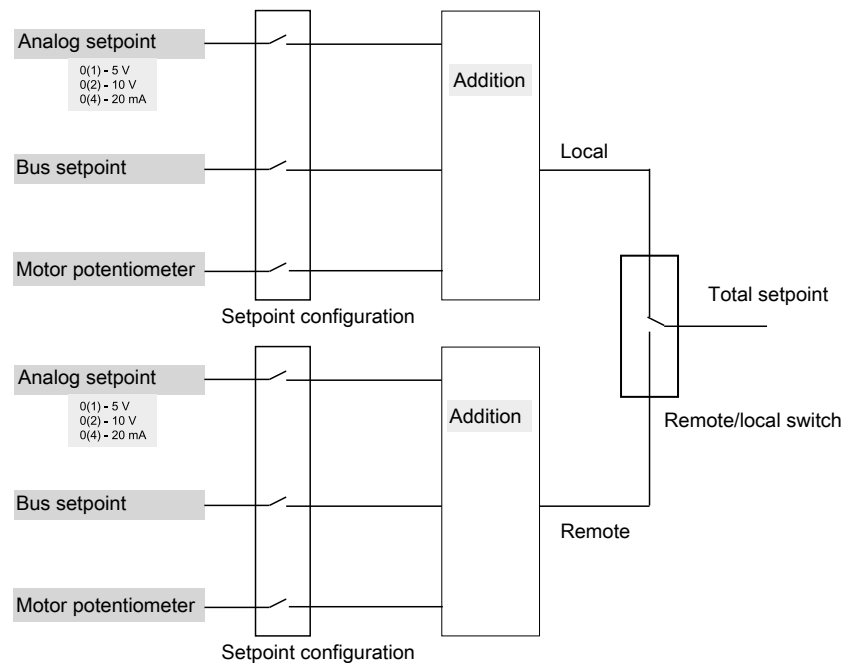 Analog setpoint
0(1) - 5 V
0(2) - 10 V
0(4) - 20 mA
Addition
Bus setpoint
Local
Motor potentiometer
Total setpoint
Setpoint configuration
Analog setpoint
0(1) - 5 V
0(2) - 10 V
0(4) - 20 mA
Addition
Remote/local switch
Bus setpoint
Remote
Motor potentiometer
Setpoint configuration